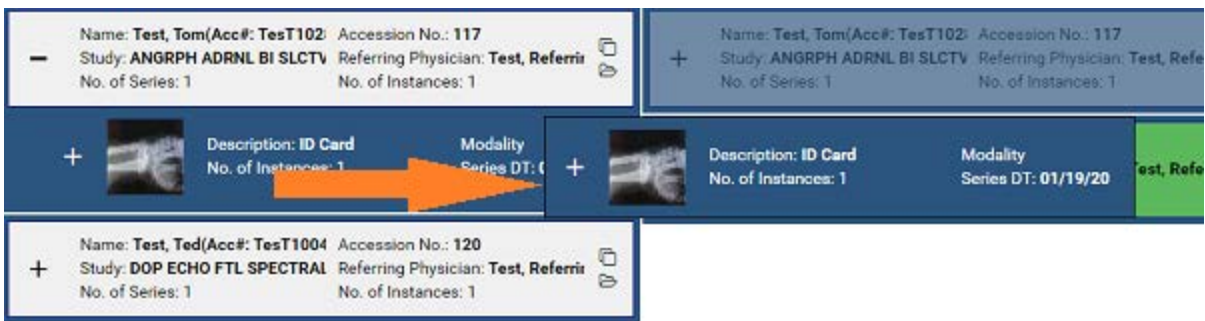 Name: Test, Tom(Acc#: TesT102 Accession No.: 117
Study: ANGRPH ADRNL BI SLCTV Referring Physician: Test, Referrin
No. of Series: 1 No. of Instances: 1
Description: ID Card Modality
No. of Instances: 1 Series DT:
Name: Test, Ted(Acc#: TesT1004 Accession No.: 120
Study: DOP ECHO FTL SPECTRAL Referring Physician: Test, Referrin
No. of Series: 1 No. of Instances: 1
Name: Test, Tom(Acc#: TesT102 Accession No.: 117
Study: ANGRPH ADRNL BI SLCTV Referring Physician: Test, Refe
No. of Series: 1 No. of Instances: 1
Description: ID Card Modality
No. of Instances: 1 Series DT: 01/19/20
Test, Refe